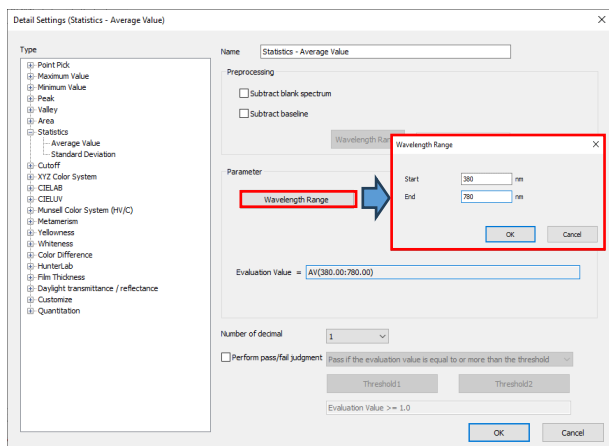 Detail Settings (Statistics - Average Value)
Type
Point Pick
Maximum Value
Minimum Value
Peak
Valley
Area
Statistics
Average Value
Standard Deviation
Cutoff
XYZ Color System
CIELAB
CIELUV
Munsell Color System (HV/C)
Metamerism
Yellowness
Whiteness
Color Difference
HunterLab
Film Thickness
Daylight transmittance / reflectance
Customize
Quantitation
Name Statistics - Average Value
Preprocessing
Subtract blank spectrum
Subtract baseline
Wavelength Ran
Parameter
Wavelength Range
Wavelength Range
Start 380 nm
End 780 nm
OK Cancel
Evaluation Value = AV(380.00:780.00)
Number of decimal 1
Perform pass/fail judgment Pass if the evaluation value is equal to or more than the threshold
Threshold1 Threshold2
Evaluation Value >= 1.0
OK Cancel